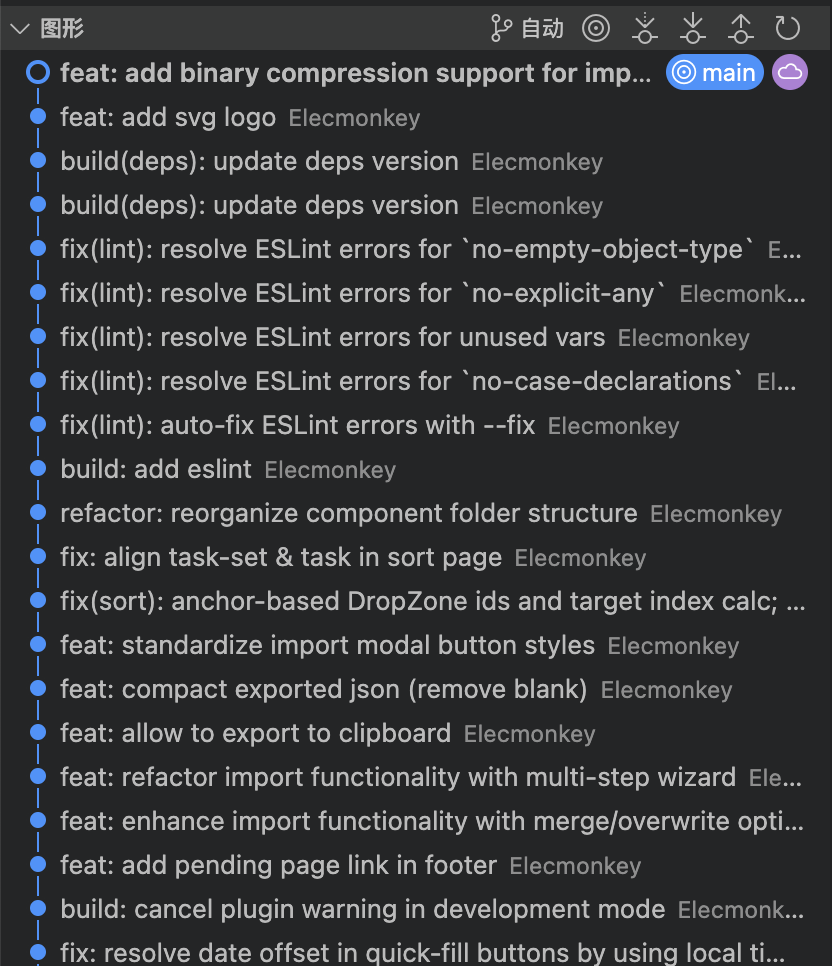 图形 自动
feat: add binary compression support for imp... main
feat: add svg logo Elecmonkey
build(deps): update deps version Elecmonkey
build(deps): update deps version Elecmonkey
fix(lint): resolve ESLint errors for `no-empty-object-type` E...
fix(lint): resolve ESLint errors for `no-explicit-any` Elecmonk...
fix(lint): resolve ESLint errors for unused vars Elecmonkey
fix(lint): resolve ESLint errors for `no-case-declarations` El...
fix(lint): auto-fix ESLint errors with --fix Elecmonkey
build: add eslint Elecmonkey
refactor: reorganize component folder structure Elecmonkey
fix: align task-set & task in sort page Elecmonkey
fix(sort): anchor-based DropZone ids and target index calc; ...
feat: standardize import modal button styles Elecmonkey
feat: compact exported json (remove blank) Elecmonkey
feat: allow to export to clipboard Elecmonkey
feat: refactor import functionality with multi-step wizard Ele...
feat: enhance import functionality with merge/overwrite opti...
feat: add pending page link in footer Elecmonkey
build: cancel plugin warning in development mode Elecmonk...
fix: resolve date offset in quick-fill buttons by using local ti...